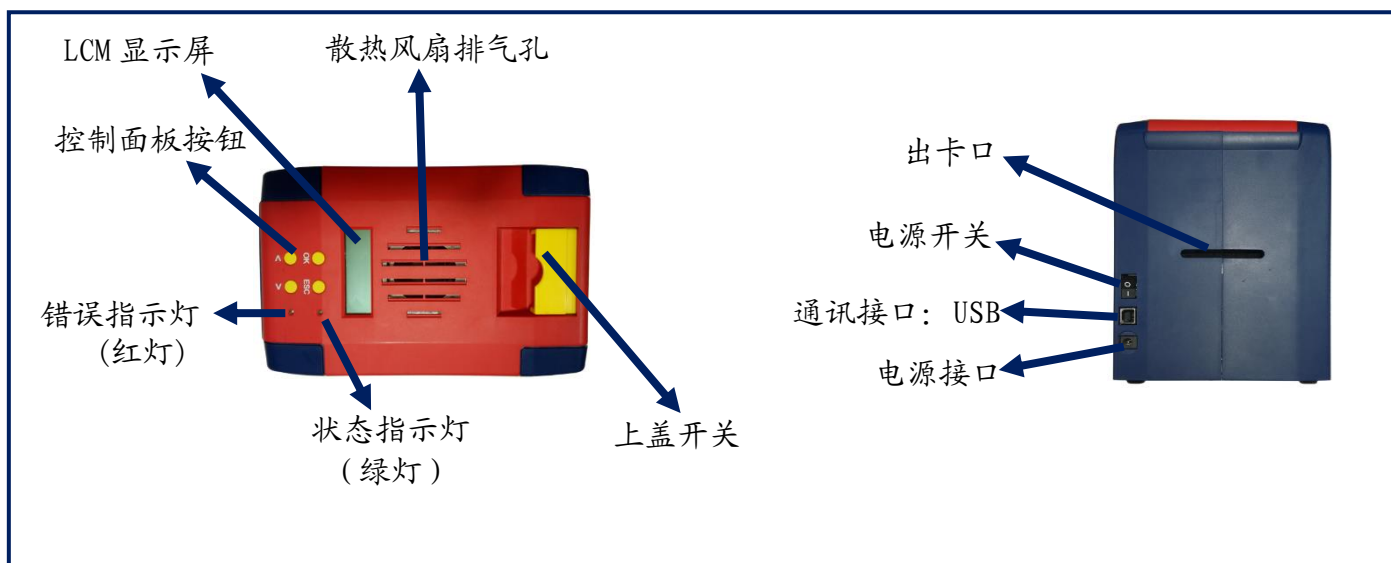 LCM 显示屏
散热风扇排气孔
控制面板按钮
错误指示灯
(红灯)
状态指示灯
(绿灯)
上盖开关
出卡口
电源开关
通讯接口: USB
电源接口
OK
ESC